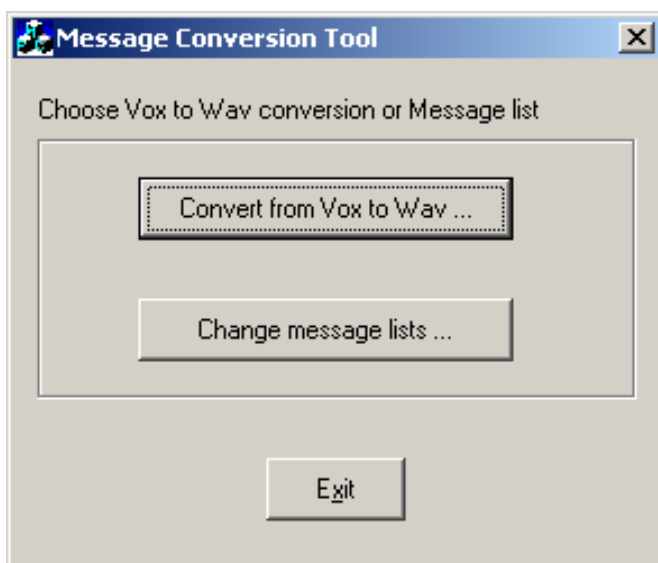 Message Conversion Tool
Choose Vox to Wav conversion or Message list
Convert from Vox to Wav ...
Change message lists ...
Exit